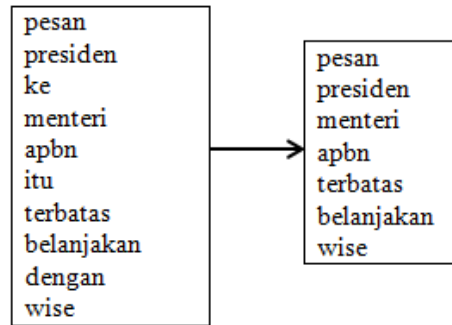 pesan
presiden
ke
menteri
apbn
itu
terbatas
belanjakan
dengan
wise
pesan
presiden
menteri
apbn
terbatas
belanjakan
wise